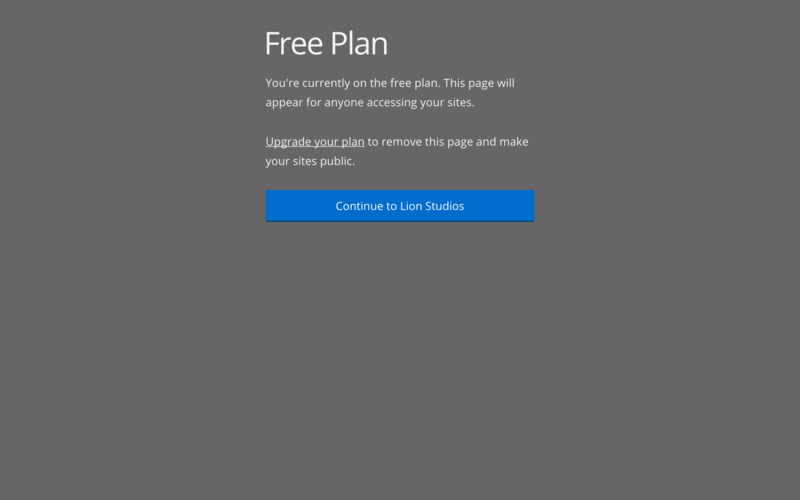 Free Plan
You're currently on the free plan. This page will
appear for anyone accessing your sites.
Upgrade your plan to remove this page and make
your sites public.
Continue to Lion Studios